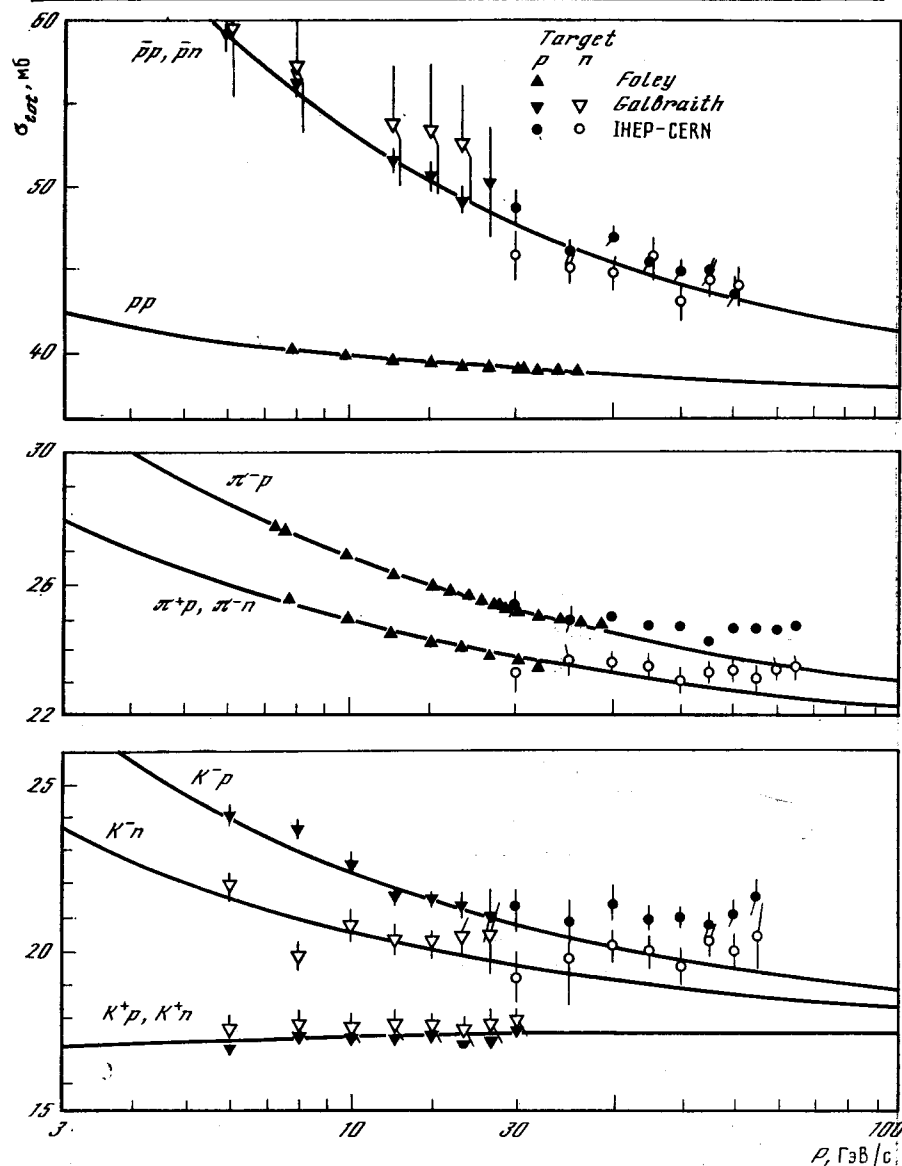 60
50
40
σtot, мб
p̄p, p̄n
pp
Target
p n
▲ Foley
▼ ▽ Galbraith
● ○ IHEP-CERN
30
26
22
π⁻p
π⁺p, π⁻n
25
20
15
K⁻p
K⁻n
K⁺p, K⁺n
3 10 30 100
P, ГэВ/с